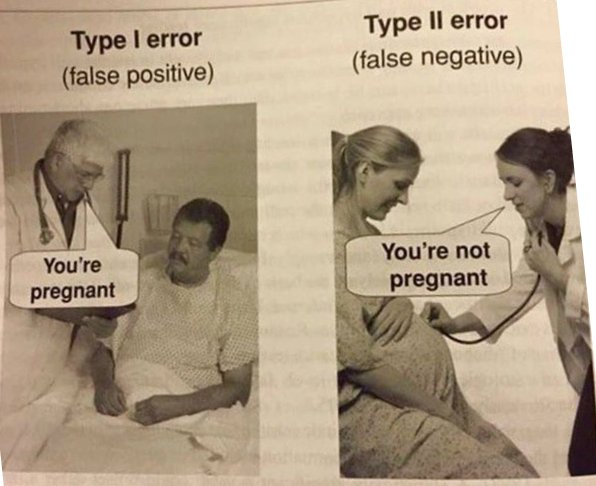 Type I error
(false positive)
You're
pregnant
Type II error
(false negative)
You're not
pregnant